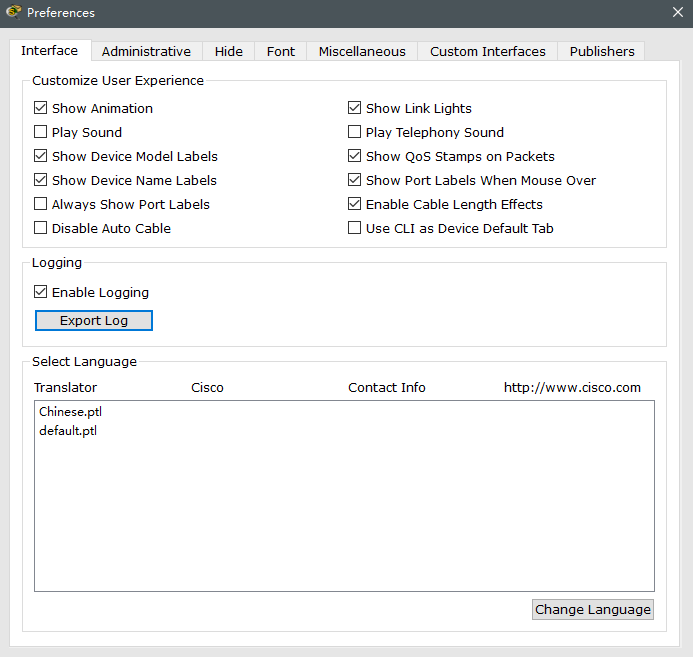 Preferences
Interface Administrative Hide Font Miscellaneous Custom Interfaces Publishers
Customize User Experience
Show Animation Show Link Lights
Play Sound Play Telephony Sound
Show Device Model Labels Show QoS Stamps on Packets
Show Device Name Labels Show Port Labels When Mouse Over
Always Show Port Labels Enable Cable Length Effects
Disable Auto Cable Use CLI as Device Default Tab
Logging
Enable Logging
Export Log
Select Language
Translator Cisco Contact Info http://www.cisco.com
Chinese.ptl
default.ptl
Change Language